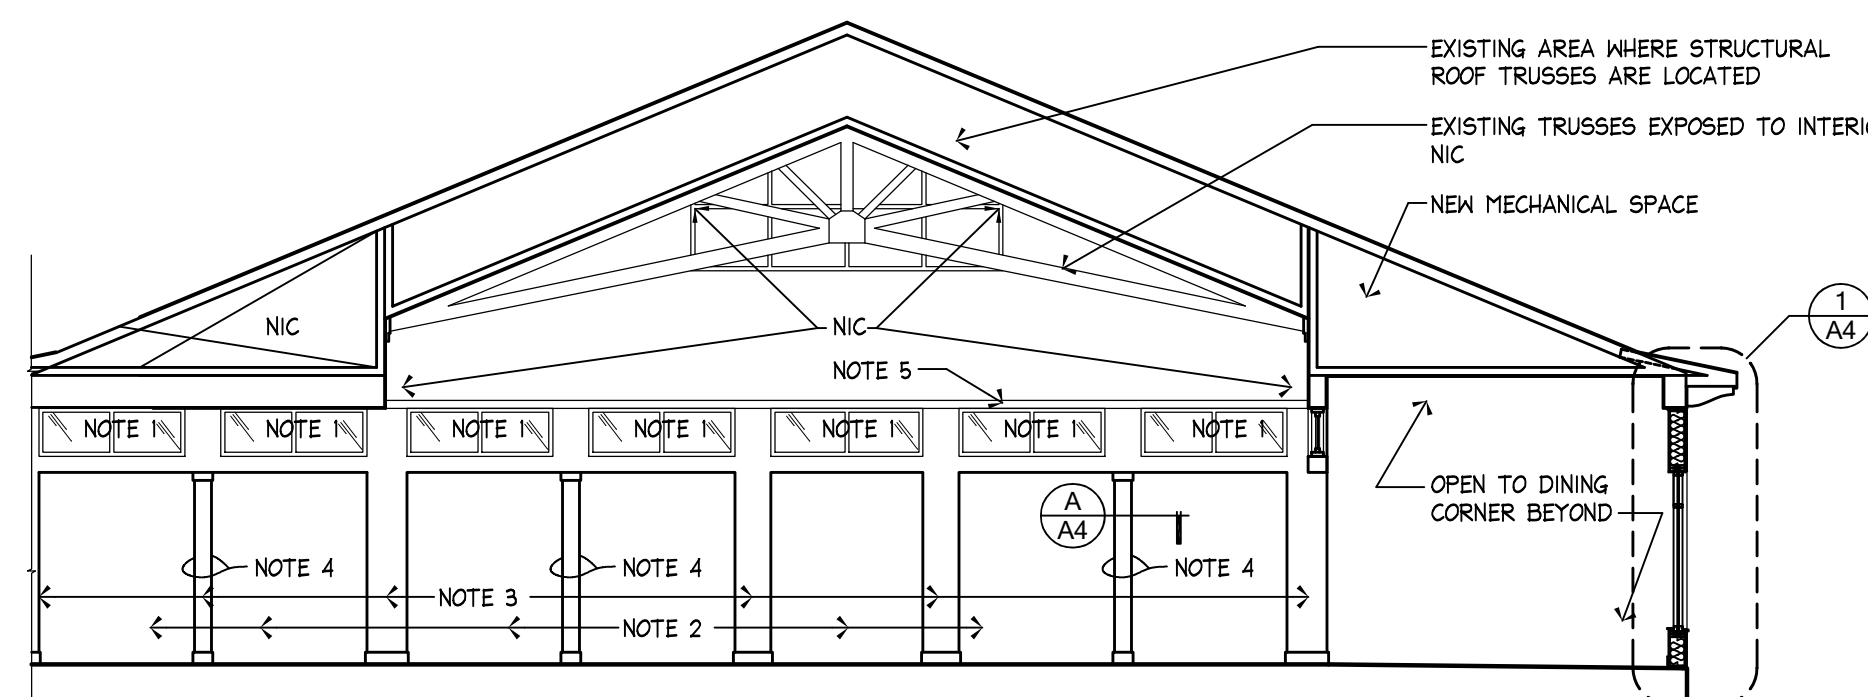 EXISTING AREA WHERE STRUCTURAL
ROOF TRUSSES ARE LOCATED
EXISTING TRUSSES EXPOSED TO
NIC
NEW MECHANICAL SPACE
1
A4
NIC
NIC
NOTE 5
NOTE 1 NOTE 1 NOTE 1 NOTE 1 NOTE 1 NOTE 1 NOTE 1
OPEN TO DINING
CORNER BEYOND
A
A4
NOTE 4 NOTE 4 NOTE 4
NOTE 3
NOTE 2